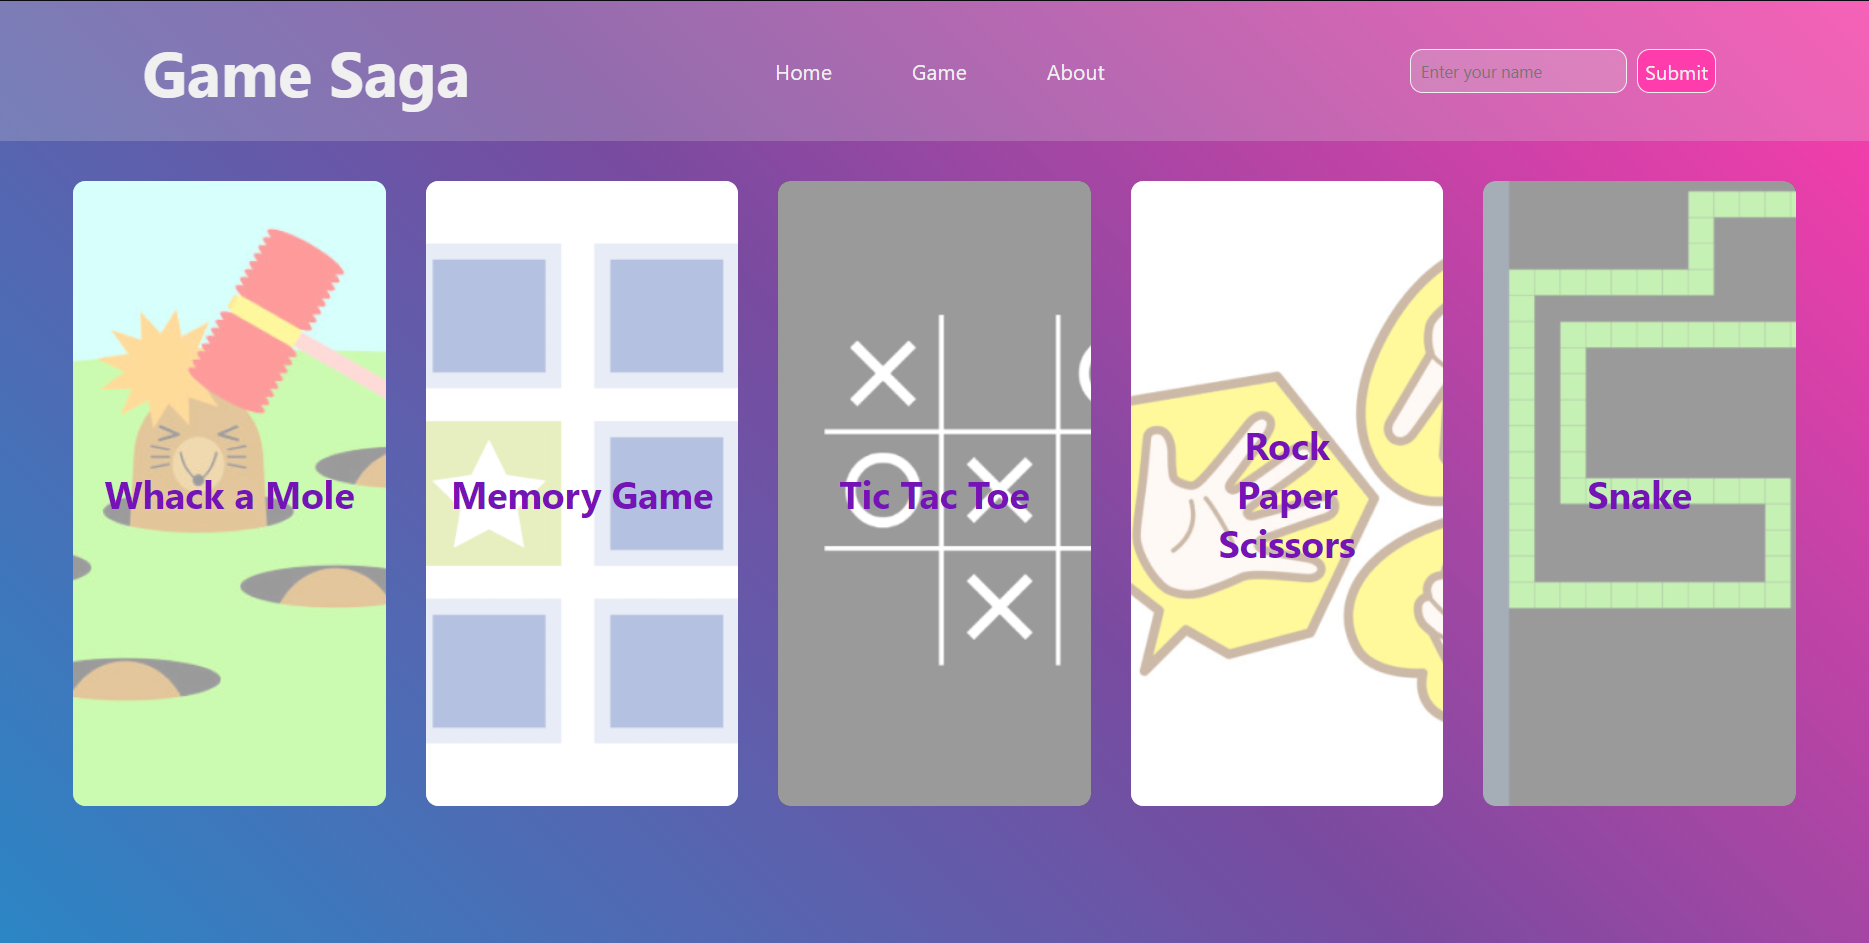 Game Saga
Home
Game
About
Enter your name
Submit
Whack a Mole
Memory Game
Tic Tac Toe
Rock
Paper
Scissors
Snake